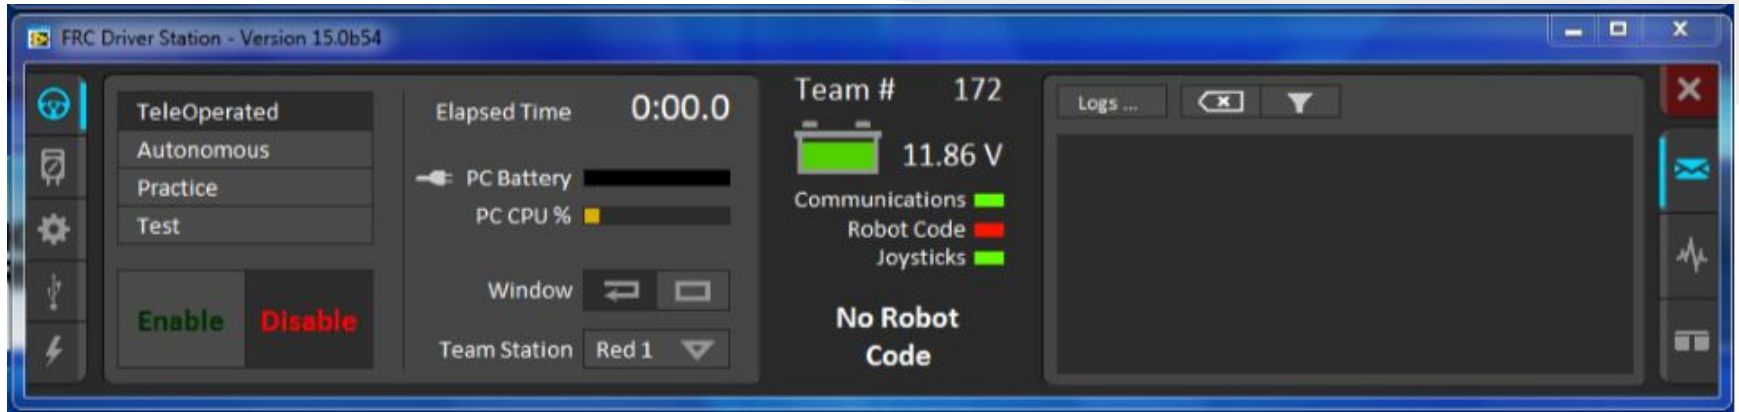 FRC Driver Station - Version 15.0b54
TeleOperated
Autonomous
Practice
Test
Enable
Disable
Elapsed Time 0:00.0
PC Battery
PC CPU %
Window
Team Station Red 1
Team # 172
11.86 V
Communications
Robot Code
Joysticks
No Robot
Code
Logs ...